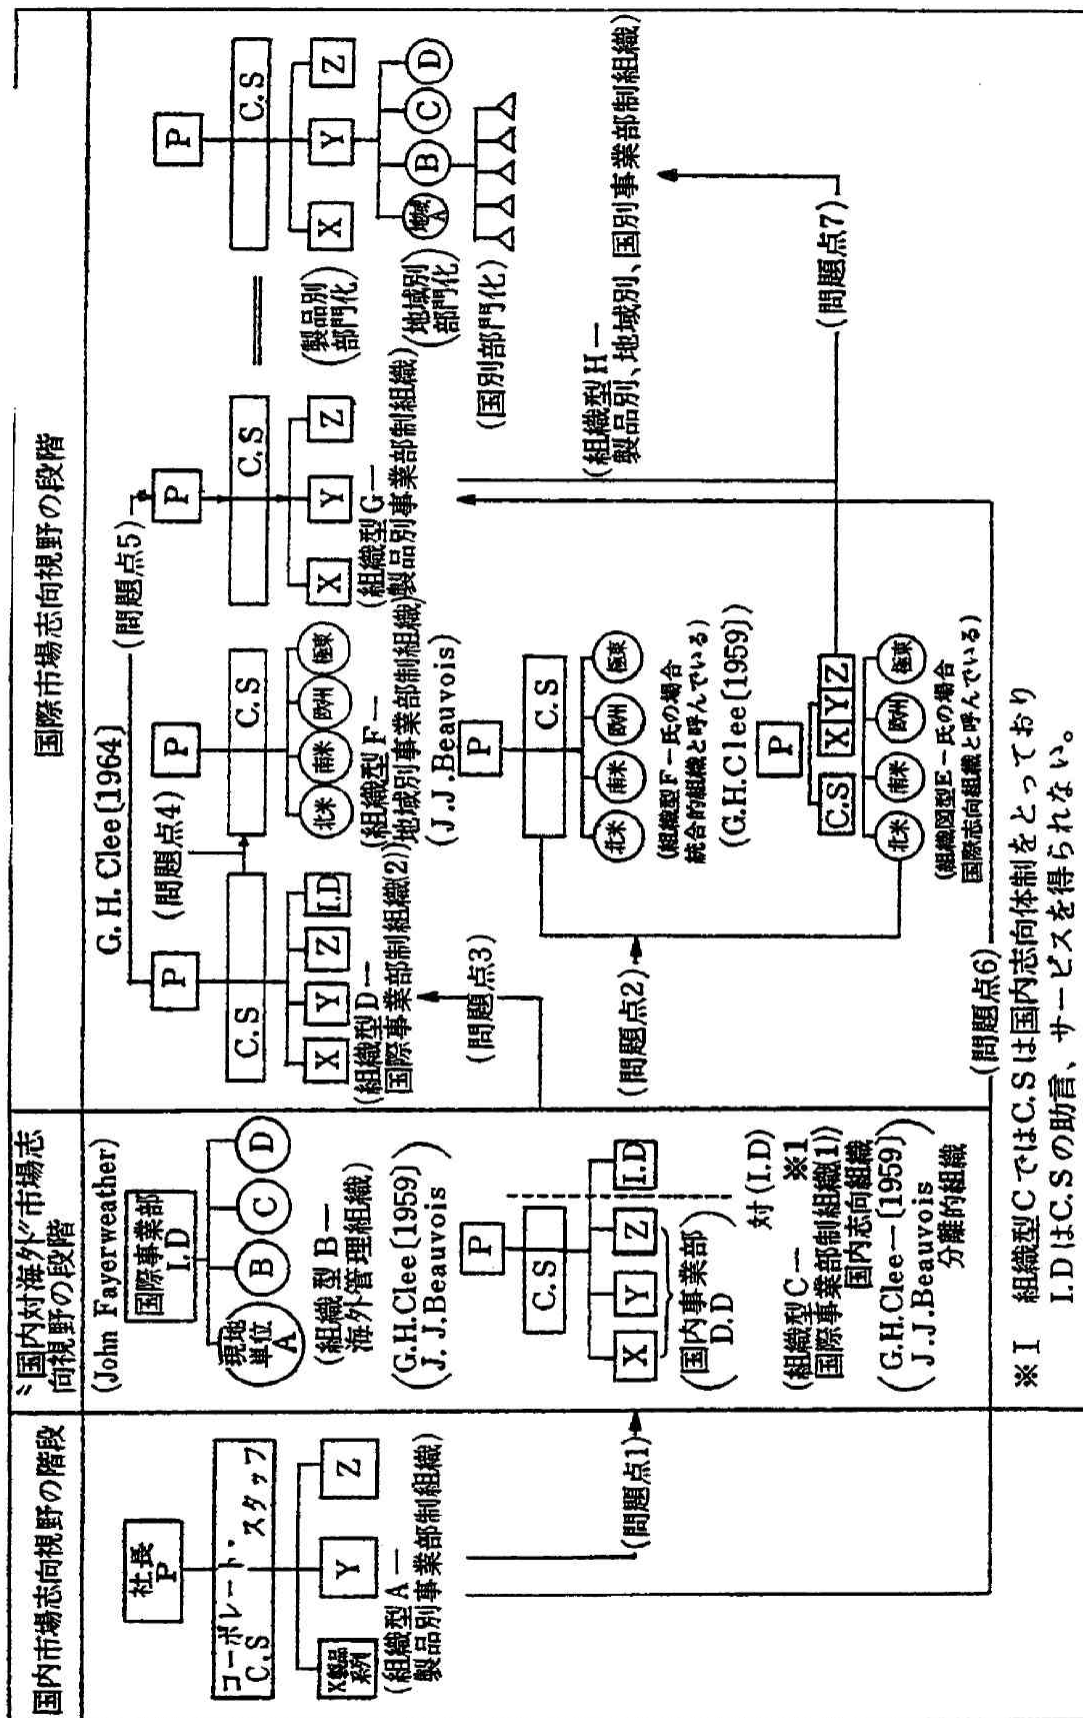 国内市場志向視野の階段
社長
P
コーポレート・
スタッフ
C.S
X製品
系列
Y
Z
(組織型A—
製品別事業部制組織)
(問題点1)
〝国内対海外〟市場志
向視野の段階
(John Fayerweather)
国際事業部
I.D
現地
単位
A
B
C
D
(組織型B—
海外管理組織)
(G.H.Clee〔1959〕
J.J.Beauvois)
P
C.S
X
Y
Z
I.D
(国内事業部)
D.D
対(I.D)
(組織型C— ※1
国際事業部制組織(1))
国内志向組織
(G.H.Clee—〔1959〕
J.J.Beauvois)
分離的組織
国際市場志向視野の段階
G.H.Clee〔1964〕
(問題点4)
(問題点5)
P
C.S
X
Y
Z
I.D
(組織型D—
国際事業部制組織(2))
(問題点3)
P
C.S
北米
南米
欧州
極東
(組織型F—
地域別事業部制組織)
(J.J.Beauvois)
P
C.S
X
Y
Z
(組織型G—
製品別事業部制組織)
P
C.S
X
Y
Z
(製品別
部門化)
地域
A
B
C
D
(地域別
部門化)
(国別部門化)
(組織型H—
製品別、地域別、国別事業部制組織)
(問題点2)
P
C.S
北米
南米
欧州
極東
(組織型F−氏の場合
統合的組織と呼んでいる)
(G.H.Clee〔1959〕)
P
C.S
X
Y
Z
北米
南米
欧州
極東
(組織図型E−氏の場合
国際志向組織と呼んでいる)
(問題点7)
(問題点6)
※I 組織型CではC.Sは国内志向体制をとっており
I.DはC.Sの助言、サービスを得られない。